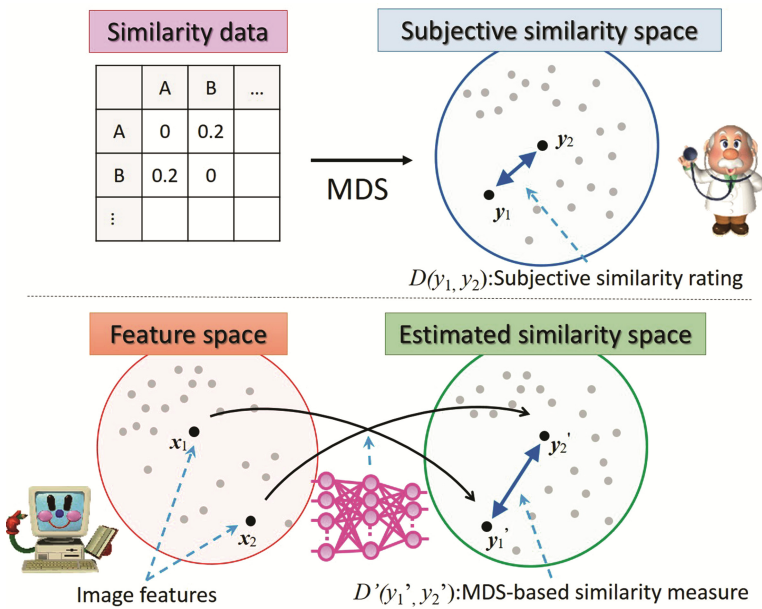 Similarity data
Subjective similarity space
A B ...
A 0 0.2
B 0.2 0
⋮
MDS
y2
y1
D(y1, y2):Subjective similarity rating
Feature space
Estimated similarity space
x1
y2'
x2
y1'
Image features
D'(y1', y2'):MDS-based similarity measure